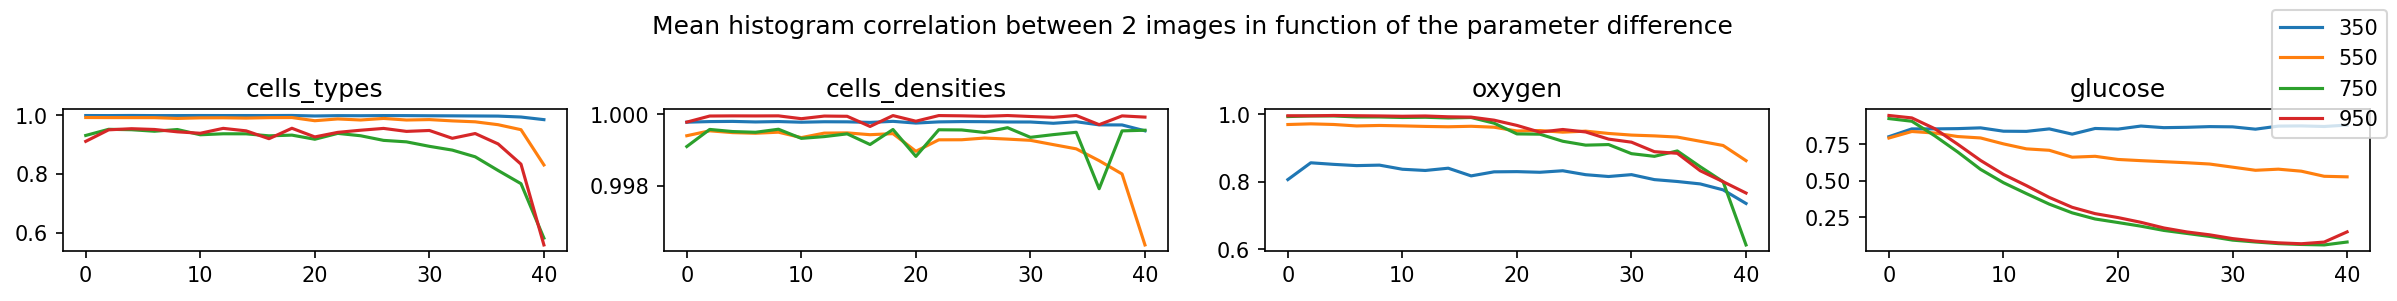 Mean histogram correlation between 2 images in function of the parameter difference
350
550
750
950
cells_types
1.0
0.8
0.6
0 10 20 30 40
cells_densities
1.000
0.998
0 10 20 30 40
oxygen
1.0
0.8
0.6
0 10 20 30 40
glucose
0.75
0.50
0.25
0 10 20 30 40